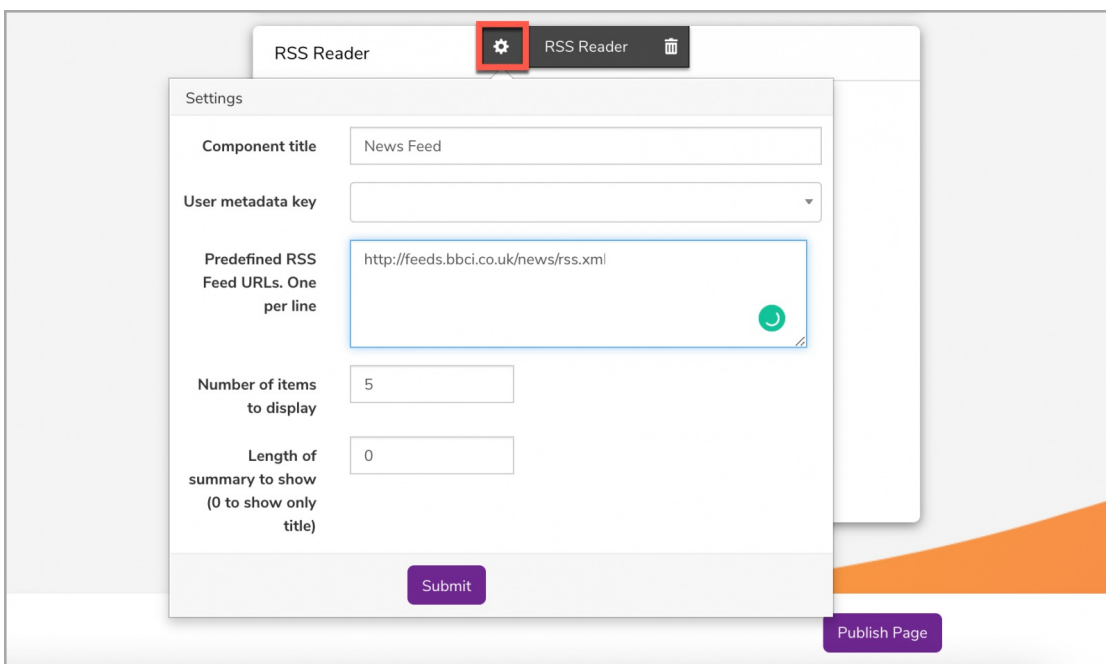 RSS Reader
RSS Reader
Settings
Component title
News Feed
User metadata key
Predefined RSS
Feed URLs. One
per line
http://feeds.bbci.co.uk/news/rss.xml
Number of items
to display
5
Length of
summary to show
(0 to show only
title)
0
Submit
Publish Page